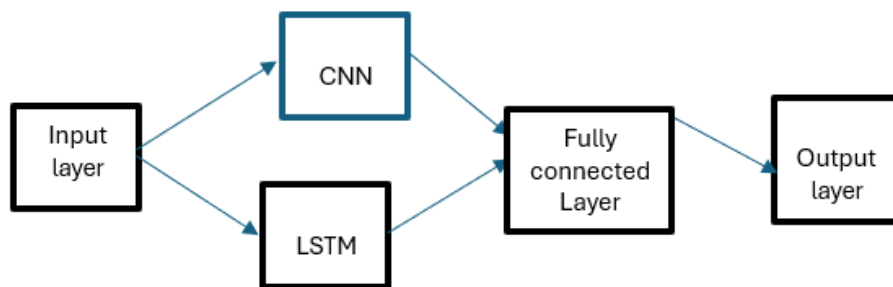 Input
layer
CNN
LSTM
Fully
connected
Layer
Output
layer